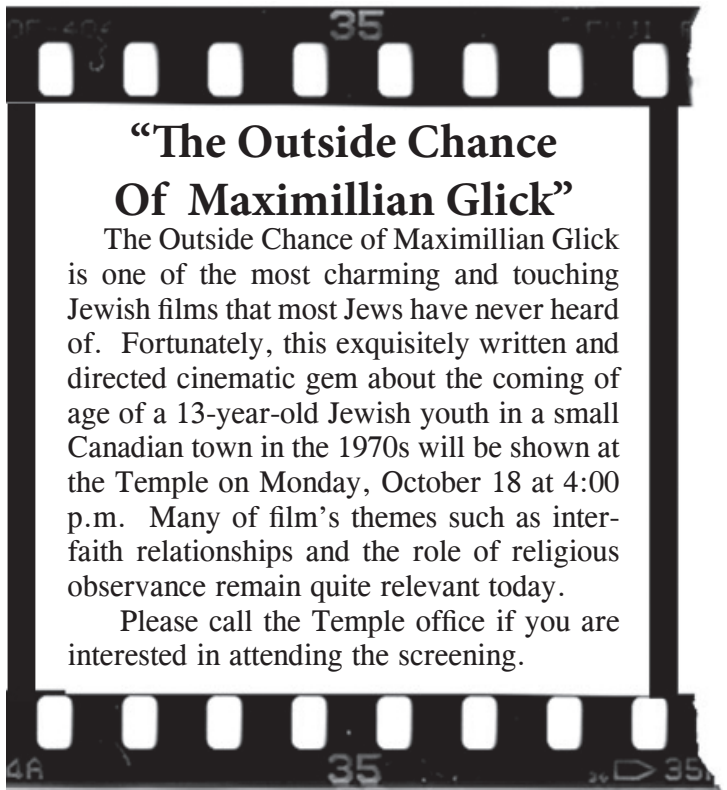 35
“The Outside Chance
Of Maximillian Glick”
The Outside Chance of Maximillian Glick
is one of the most charming and touching
Jewish films that most Jews have never heard
of. Fortunately, this exquisitely written and
directed cinematic gem about the coming of
age of a 13-year-old Jewish youth in a small
Canadian town in the 1970s will be shown at
the Temple on Monday, October 18 at 4:00
p.m. Many of film’s themes such as inter-
faith relationships and the role of religious
observance remain quite relevant today.
Please call the Temple office if you are
interested in attending the screening.
4A 35 35